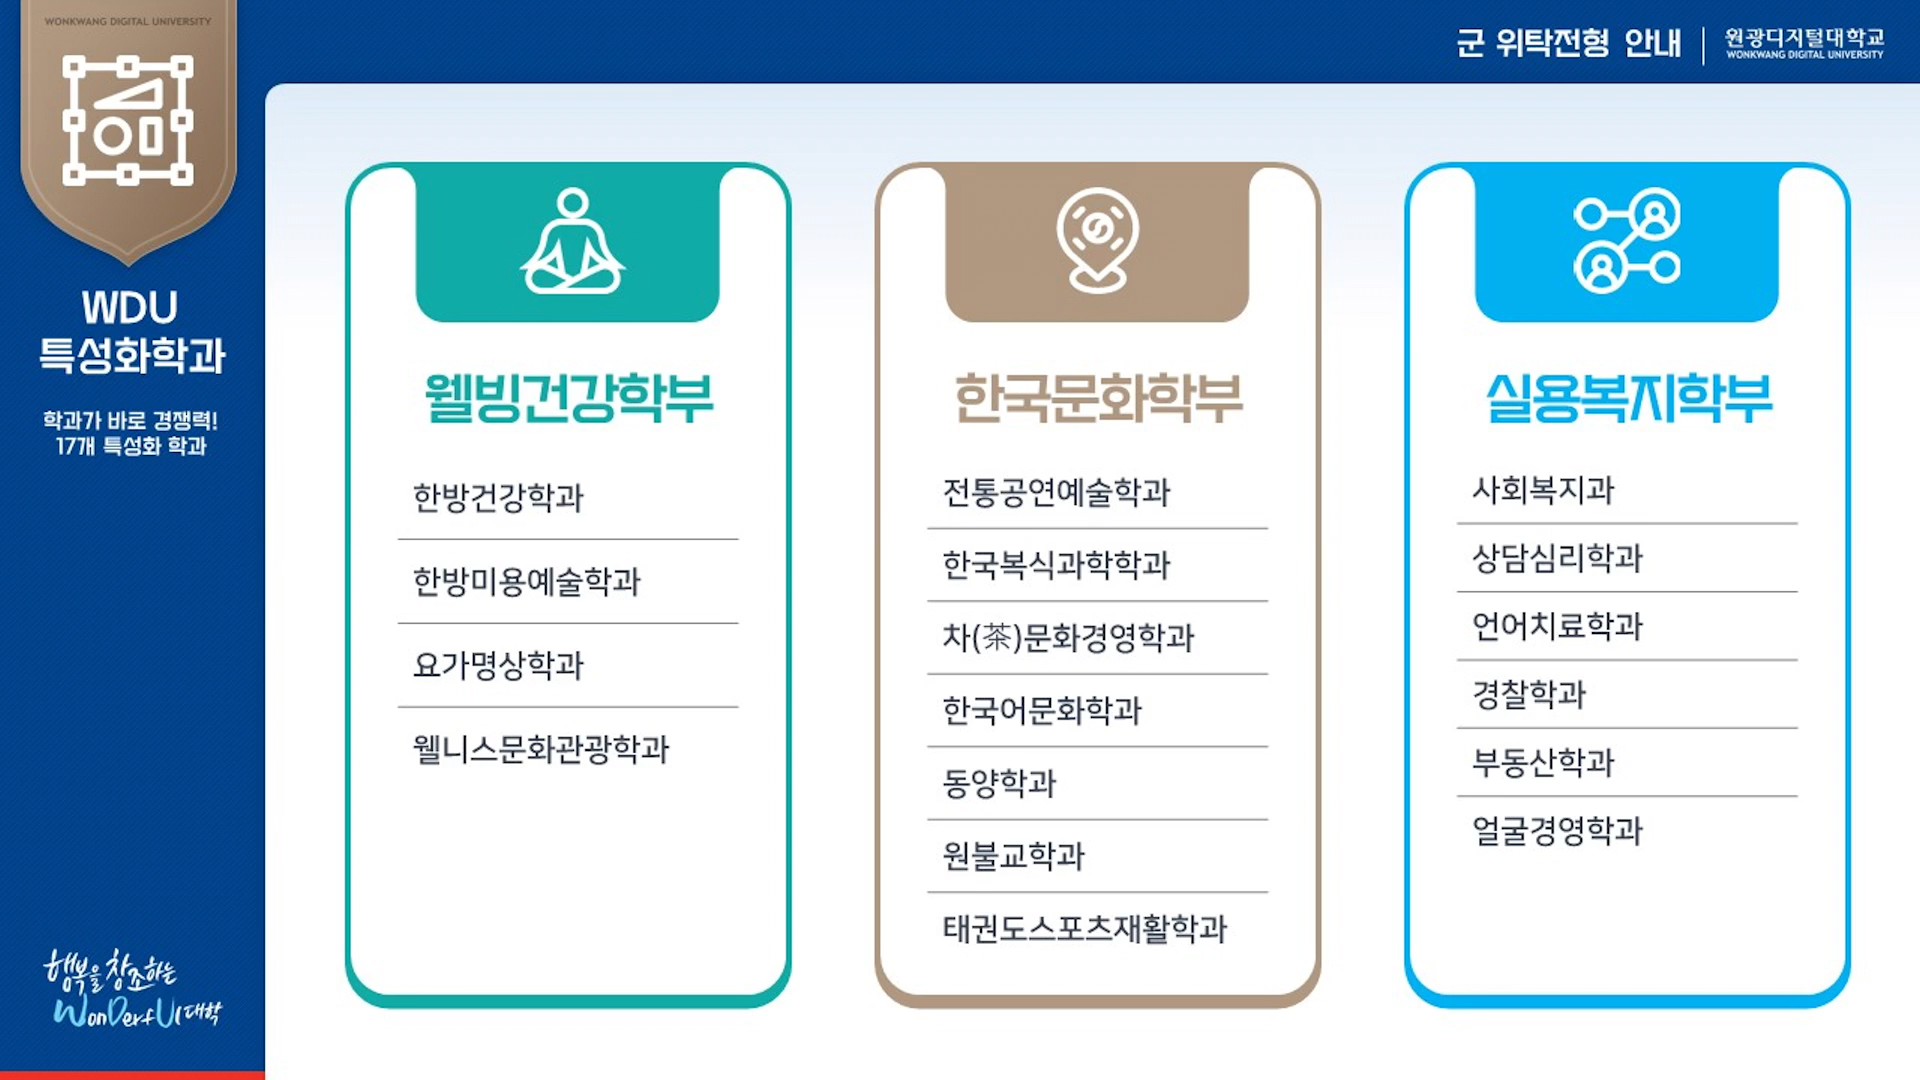 WONKWANG DIGITAL UNIVERSITY
군 위탁전형 안내
원광디지털대학교
WONKWANG DIGITAL UNIVERSITY
WDU
특성화학과
학과가 바로 경쟁력!
17개 특성화 학과
행복을 창조하는
WonDerfUl대학
웰빙건강학부
한방건강학과
한방미용예술학과
요가명상학과
웰니스문화관광학과
한국문화학부
전통공연예술학과
한국복식과학학과
차(茶)문화경영학과
한국어문화학과
동양학과
원불교학과
태권도스포츠재활학과
실용복지학부
사회복지과
상담심리학과
언어치료학과
경찰학과
부동산학과
얼굴경영학과